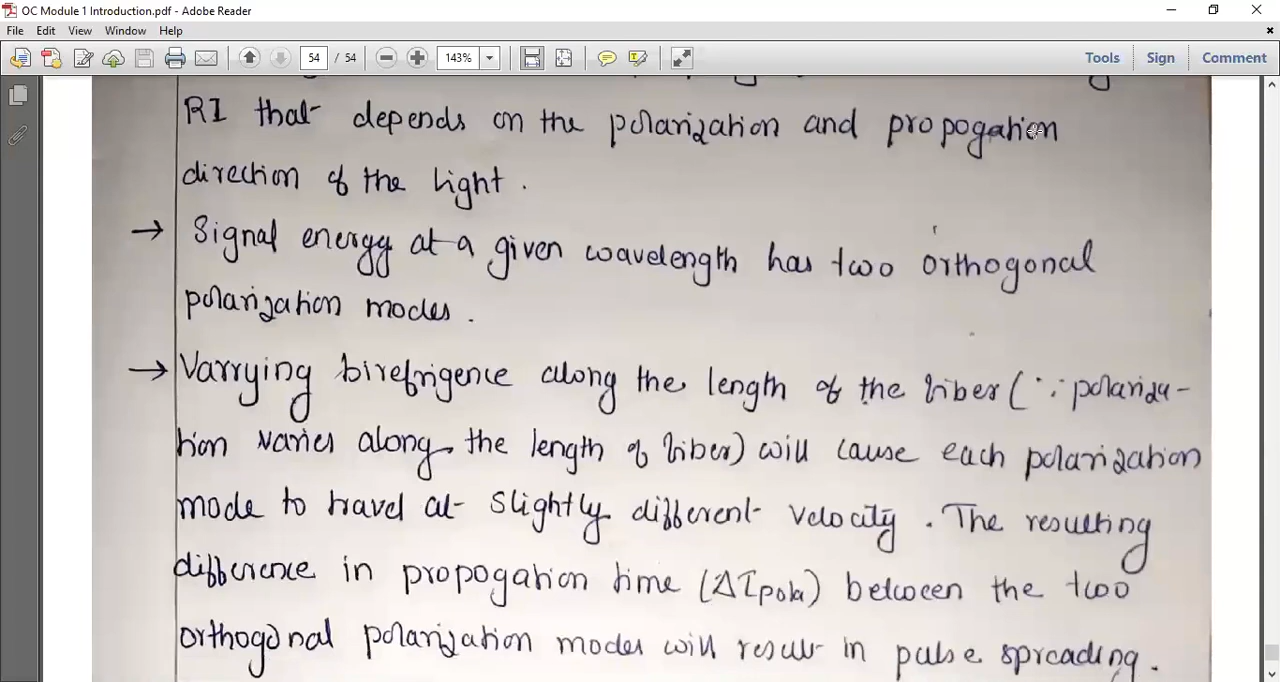 OC Module 1 Introduction.pdf - Adobe Reader
File Edit View Window Help
54 / 54 143% Tools Sign Comment
RI that depends on the polarization and propogation
direction of the light.
→ Signal energy at a given wavelength has two orthogonal
polarization modes.
→ Varrying birefrigence along the length of the fiber (∵ polariza-
tion varies along the length of fiber) will cause each polarization
mode to travel at slightly different velocity. The resulting
difference in propogation time (ΔTpola) between the two
orthogonal polarization modes will result in pulse spreading.